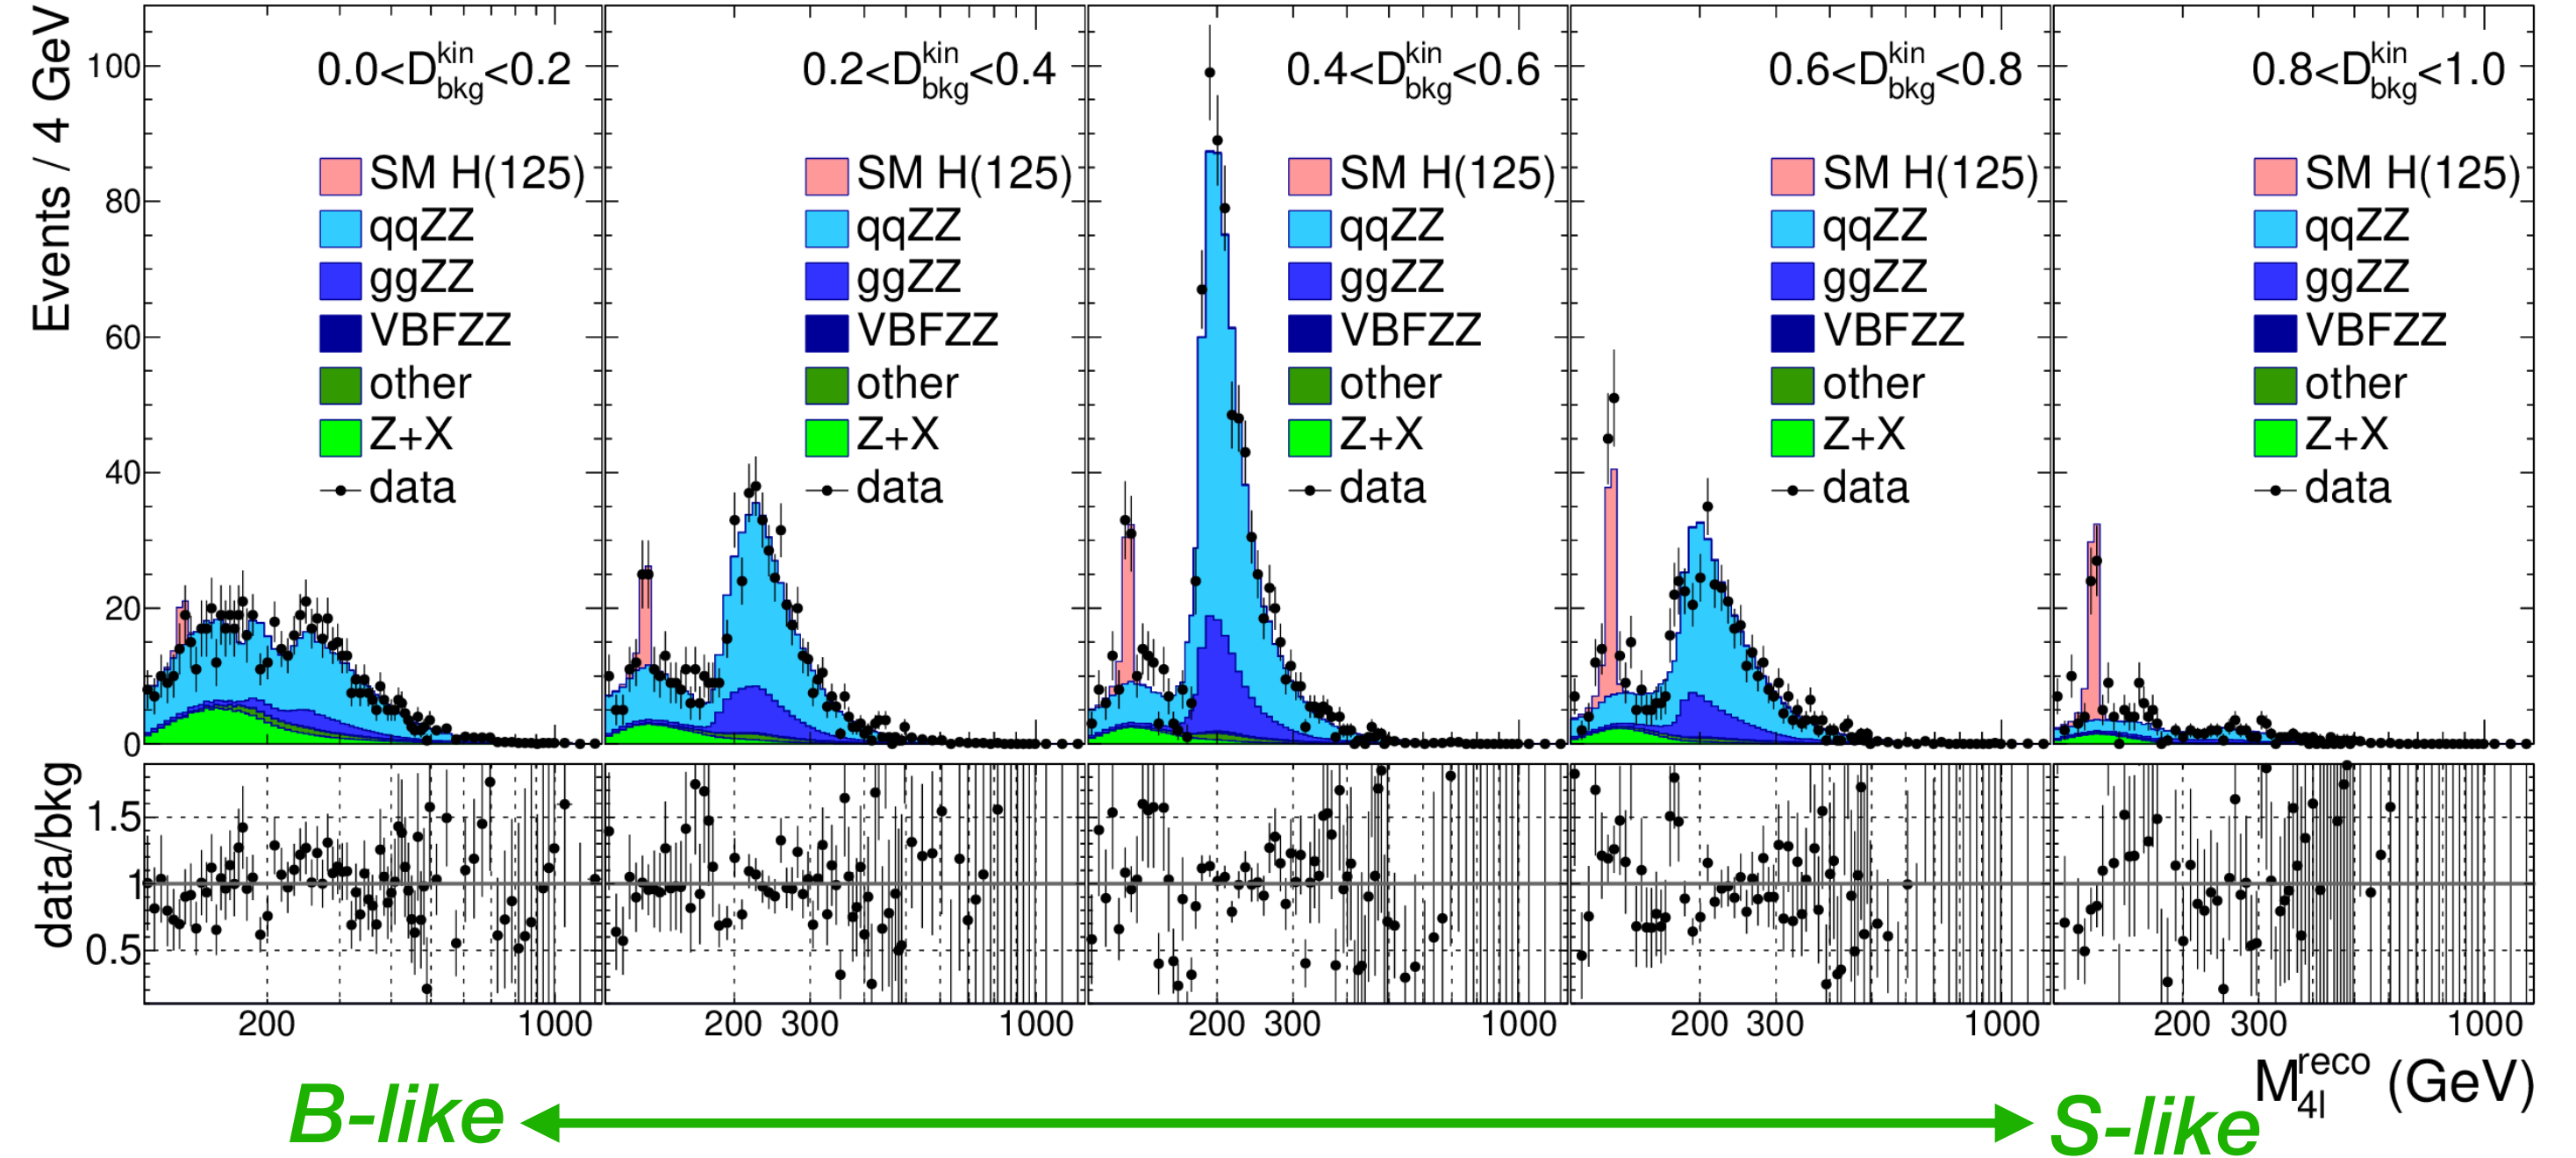 Events / 4 GeV
100
80
60
40
20
0
0.0<D^kin_bkg<0.2
SM H(125)
qqZZ
ggZZ
VBFZZ
other
Z+X
data
0.2<D^kin_bkg<0.4
SM H(125)
qqZZ
ggZZ
VBFZZ
other
Z+X
data
0.4<D^kin_bkg<0.6
SM H(125)
qqZZ
ggZZ
VBFZZ
other
Z+X
data
0.6<D^kin_bkg<0.8
SM H(125)
qqZZ
ggZZ
VBFZZ
other
Z+X
data
0.8<D^kin_bkg<1.0
SM H(125)
qqZZ
ggZZ
VBFZZ
other
Z+X
data
data/bkg
1.5
1
0.5
200 1000
200 300 1000
200 300 1000
200 300 1000
200 300 1000
M^reco_4l (GeV)
B-like
S-like